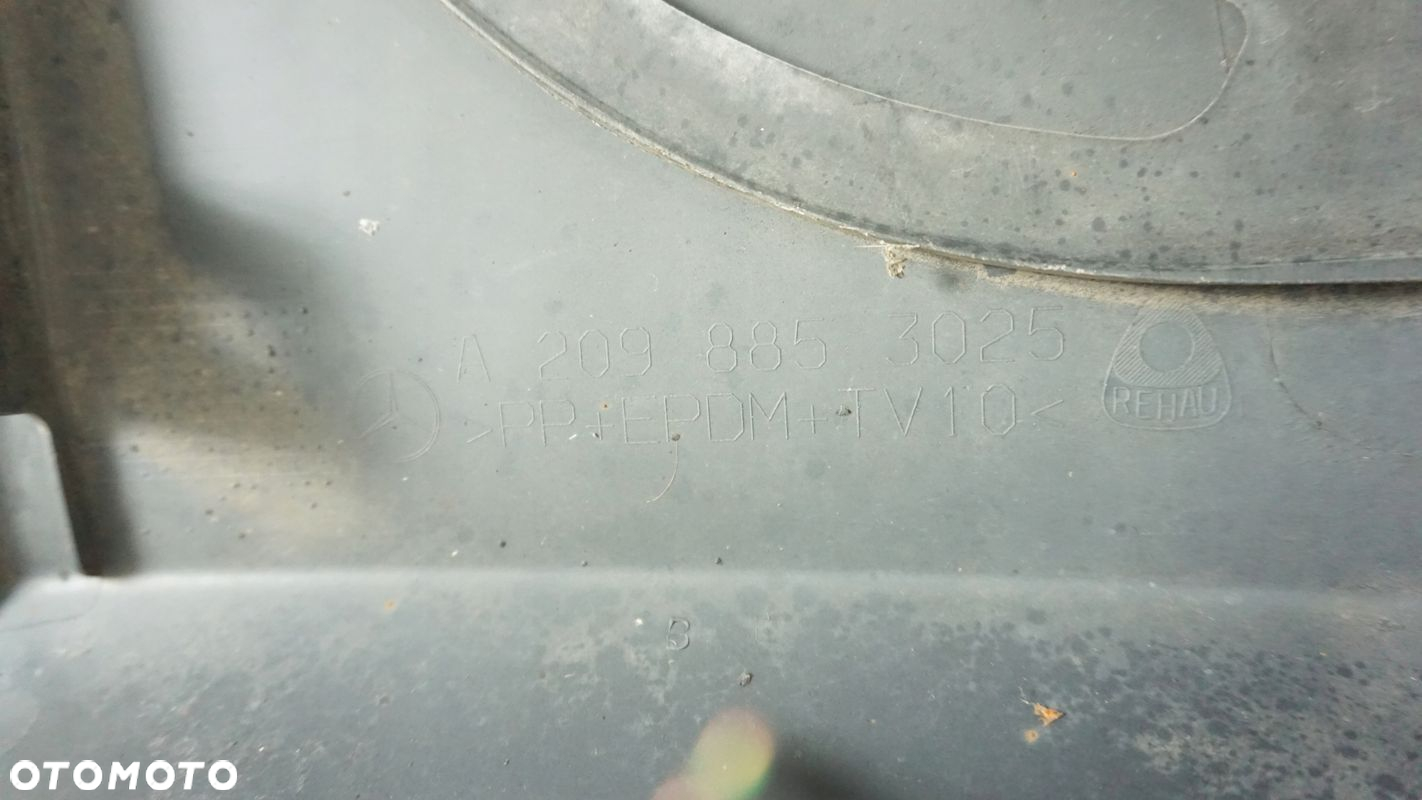 A 209 885 3025
>PP+EPDM+TV10<
REHAU
B
OTOMOTO